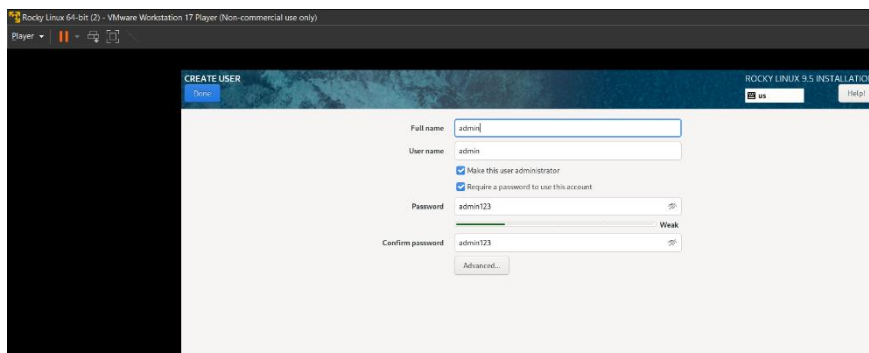 Rocky Linux 64-bit (2) - VMware Workstation 17 Player (Non-commercial use only)
Player
CREATE USER
ROCKY LINUX 9.5 INSTALLATION
Done
us
Help!
Full name
admin
User name
admin
Make this user administrator
Require a password to use this account
Password
admin123
Weak
Confirm password
admin123
Advanced...